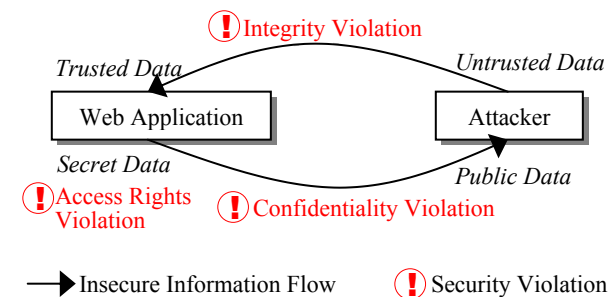 ! Integrity Violation
Trusted Data
Untrusted Data
Web Application
Attacker
Secret Data
Public Data
! Access Rights
Violation
! Confidentiality Violation
Insecure Information Flow
! Security Violation